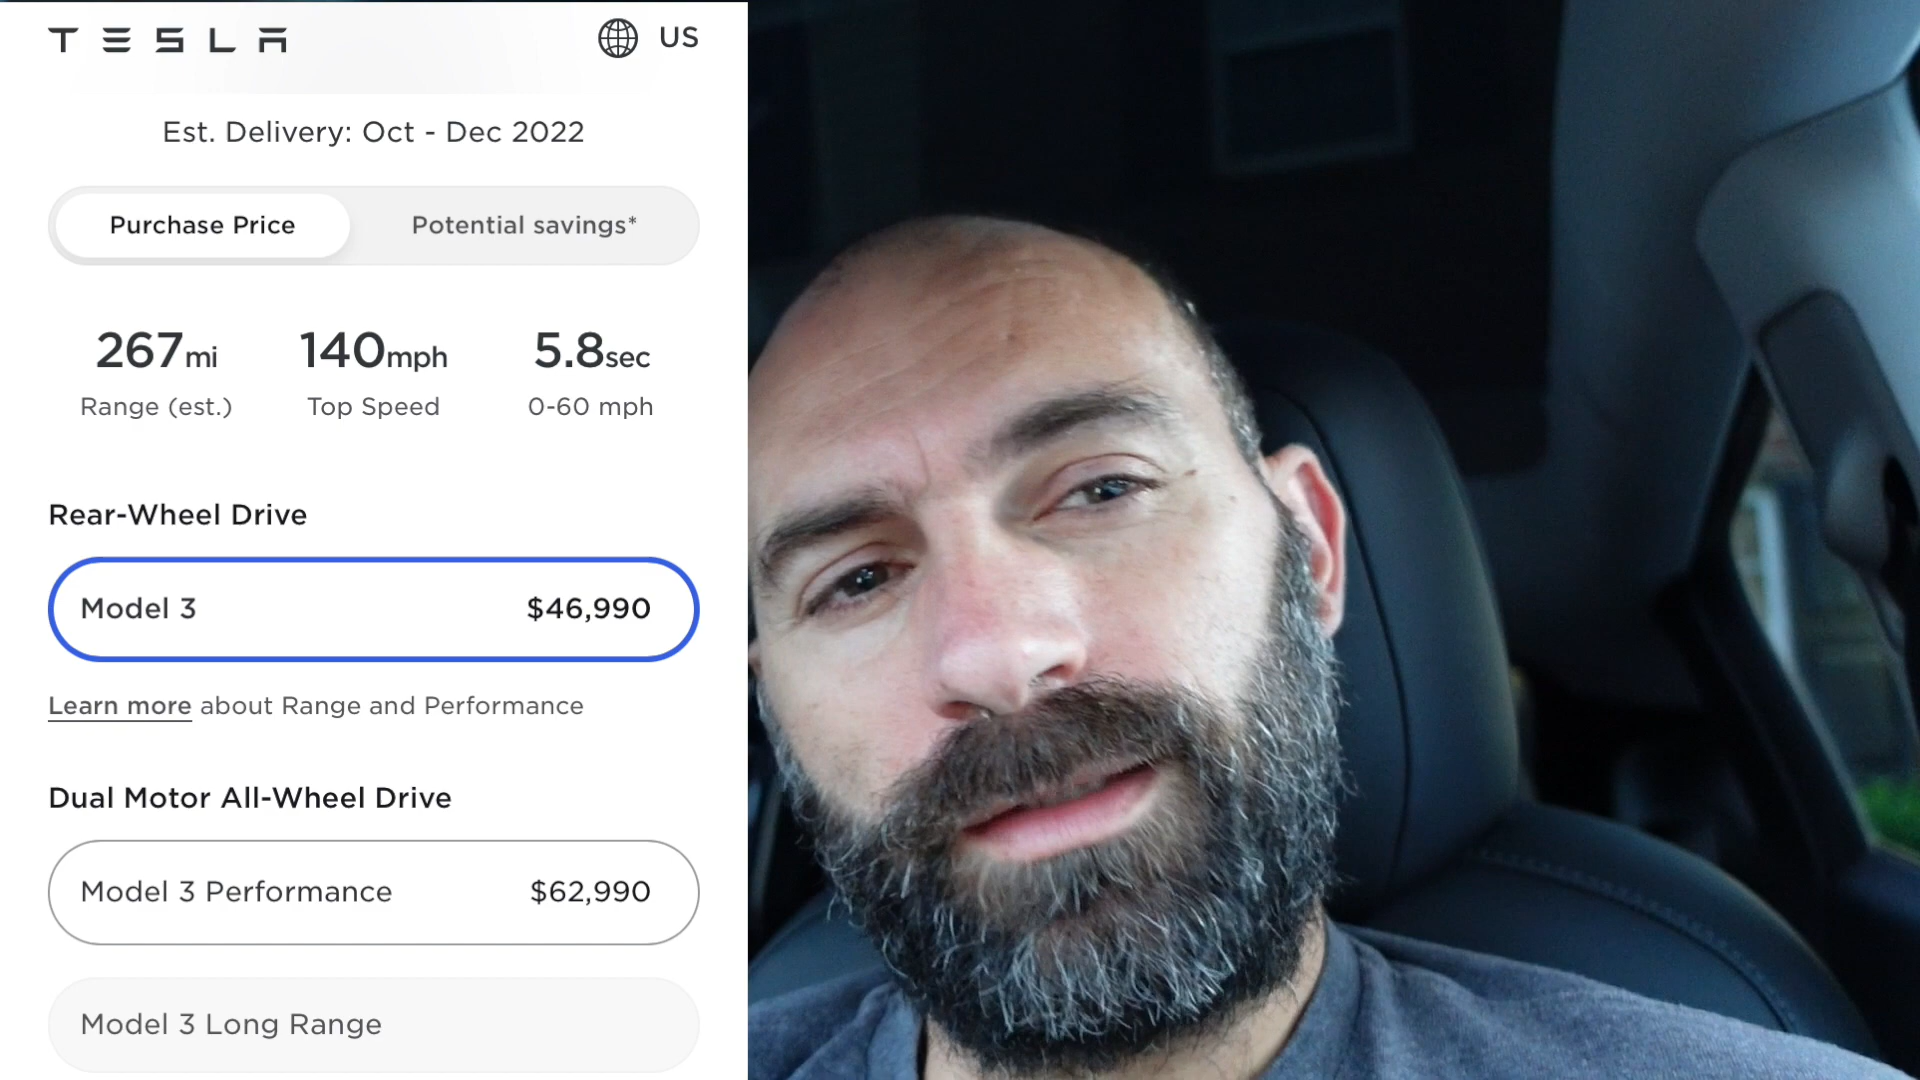 TESLA
US
Est. Delivery: Oct - Dec 2022
Purchase Price
Potential savings*
267mi
140mph
5.8sec
Range (est.)
Top Speed
0-60 mph
Rear-Wheel Drive
Model 3
$46,990
Learn more about Range and Performance
Dual Motor All-Wheel Drive
Model 3 Performance
$62,990
Model 3 Long Range